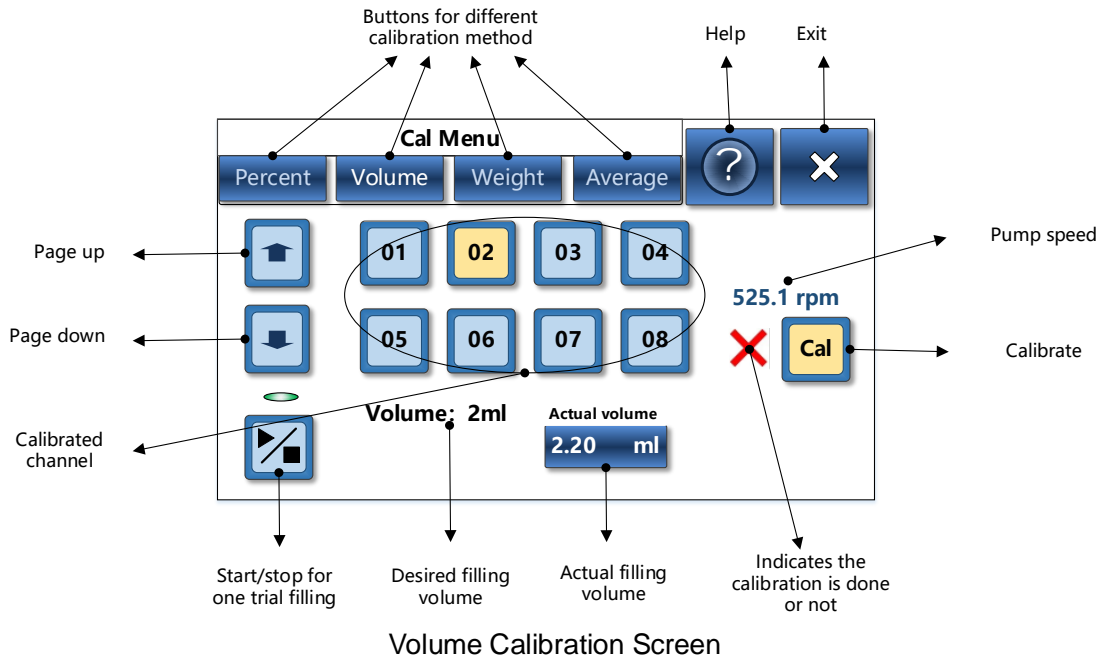 Buttons for different
calibration method
Help
Exit
Cal Menu
Percent
Volume
Weight
Average
?
Page up
01
02
03
04
Pump speed
525.1 rpm
Page down
05
06
07
08
Cal
Calibrate
Volume: 2ml
Actual volume
2.20 ml
Calibrated
channel
Start/stop for
one trial filling
Desired filling
volume
Actual filling
volume
Indicates the
calibration is done
or not
Volume Calibration Screen